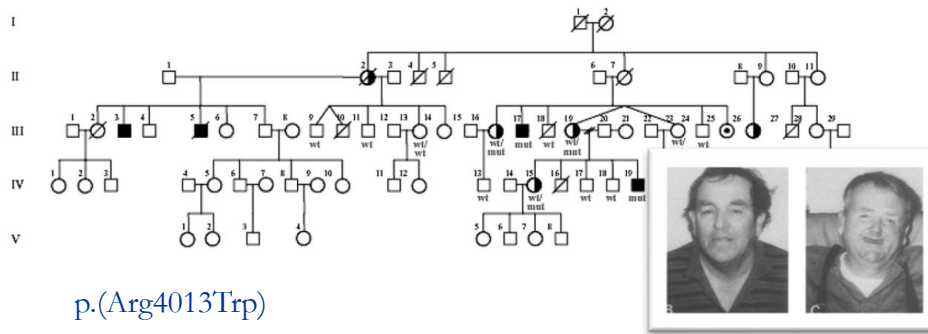 1 2
I
1 2 3 4 5 6 7 8 9 10 11
II
1 2 3 4 5 6 7 8 9 10 11 12 13 14 15 16 17 18 19 20 21 22 23 24 25 26 27 28 29
III
wt wt wt/ wt/ mut wt/ wt/ wt
wt mut mut wt
1 2 3 4 5 6 7 8 9 10 11 12 13 14 15 16 17 18 19
IV
wt wt/ wt wt mut
mut
1 2 3 4 5 6 7 8
V
p.(Arg4013Trp)
B C